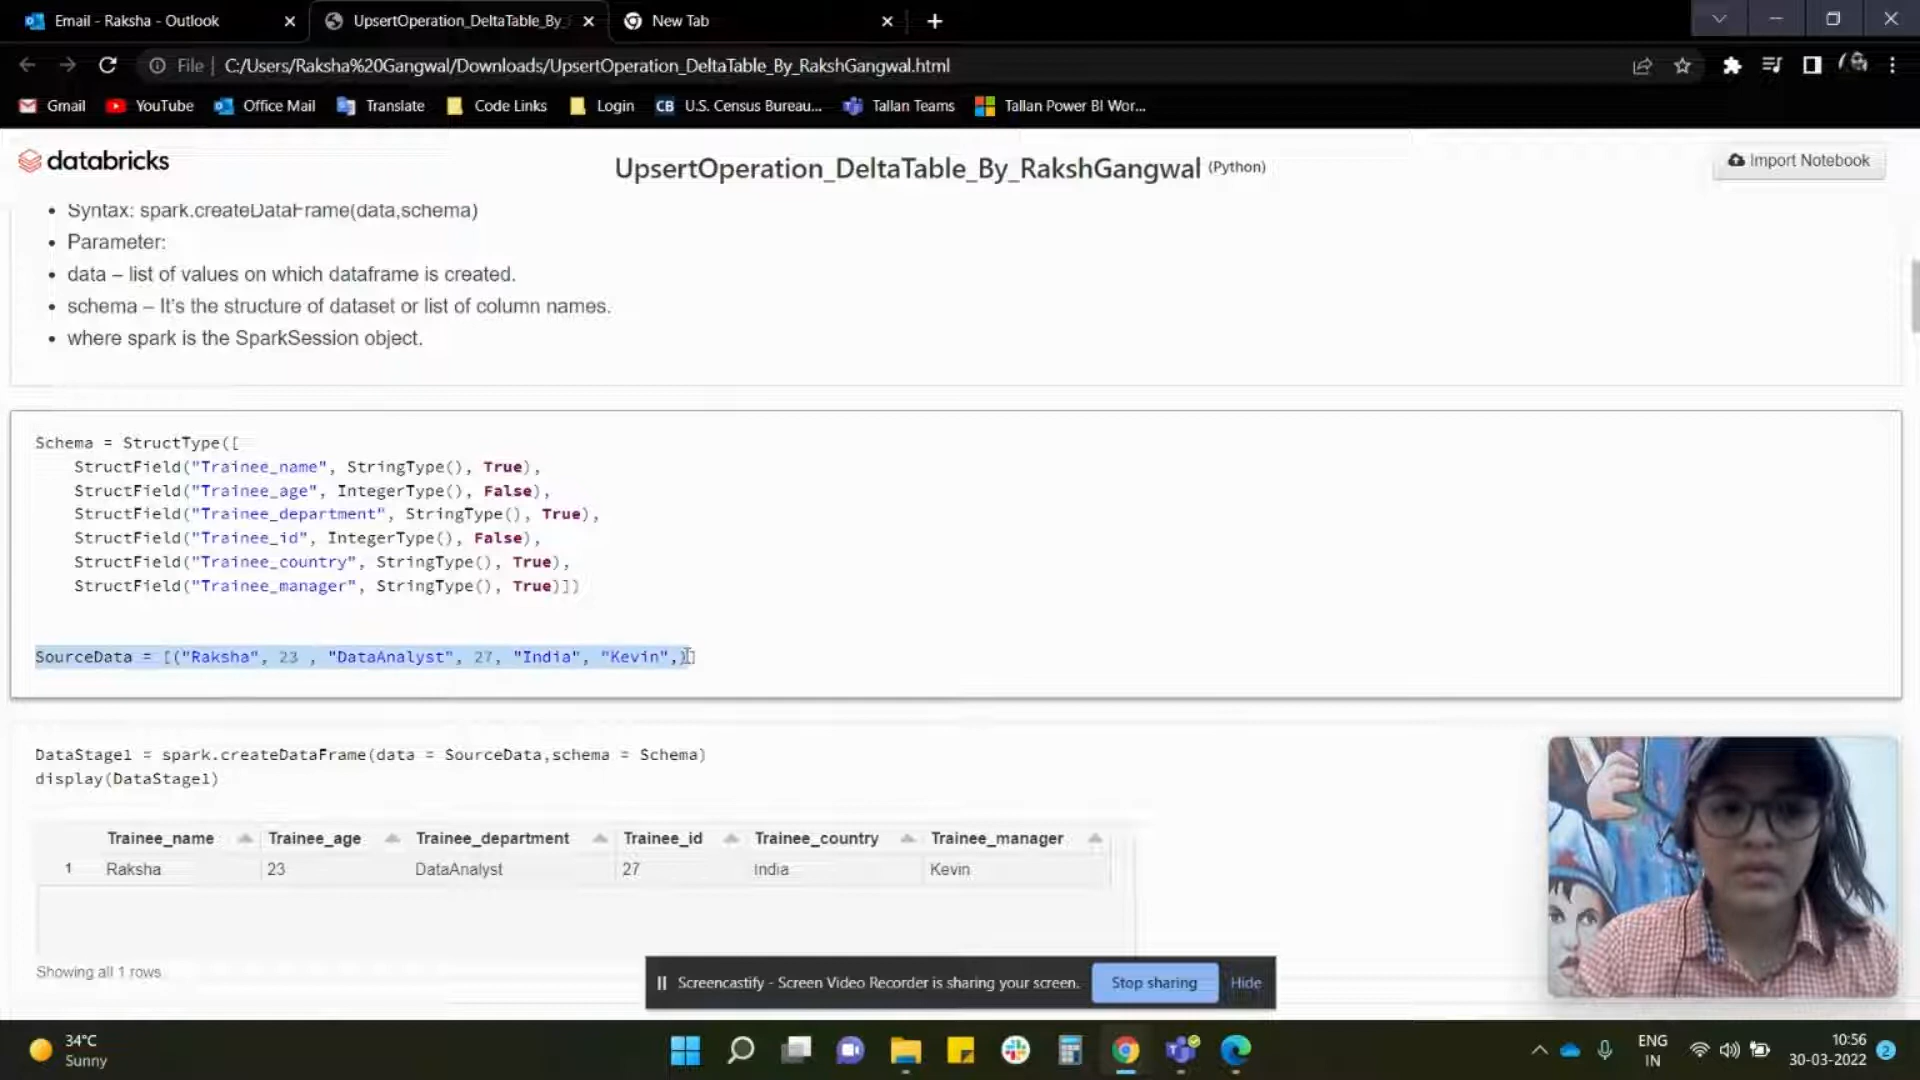 Email - Raksha - Outlook
UpsertOperation_DeltaTable_By_
New Tab
File
C:/Users/Raksha%20Gangwal/Downloads/UpsertOperation_DeltaTable_By_RakshGangwal.html
Gmail
YouTube
Office Mail
Translate
Code Links
Login
CB U.S. Census Bureau...
Tallan Teams
Tallan Power BI Wor...
databricks
UpsertOperation_DeltaTable_By_RakshGangwal (Python)
Import Notebook
• Syntax: spark.createDataFrame(data,schema)
• Parameter:
• data – list of values on which dataframe is created.
• schema – It's the structure of dataset or list of column names.
• where spark is the SparkSession object.
Schema = StructType([
StructField("Trainee_name", StringType(), True),
StructField("Trainee_age", IntegerType(), False),
StructField("Trainee_department", StringType(), True),
StructField("Trainee_id", IntegerType(), False),
StructField("Trainee_country", StringType(), True),
StructField("Trainee_manager", StringType(), True)])
SourceData = [("Raksha", 23 , "DataAnalyst", 27, "India", "Kevin",)]
DataStage1 = spark.createDataFrame(data = SourceData,schema = Schema)
display(DataStage1)
Trainee_name Trainee_age Trainee_department Trainee_id Trainee_country Trainee_manager
1 Raksha 23 DataAnalyst 27 India Kevin
Showing all 1 rows
Screencastify - Screen Video Recorder is sharing your screen.
Stop sharing
Hide
34°C
Sunny
ENG
IN
10:56
30-03-2022
2